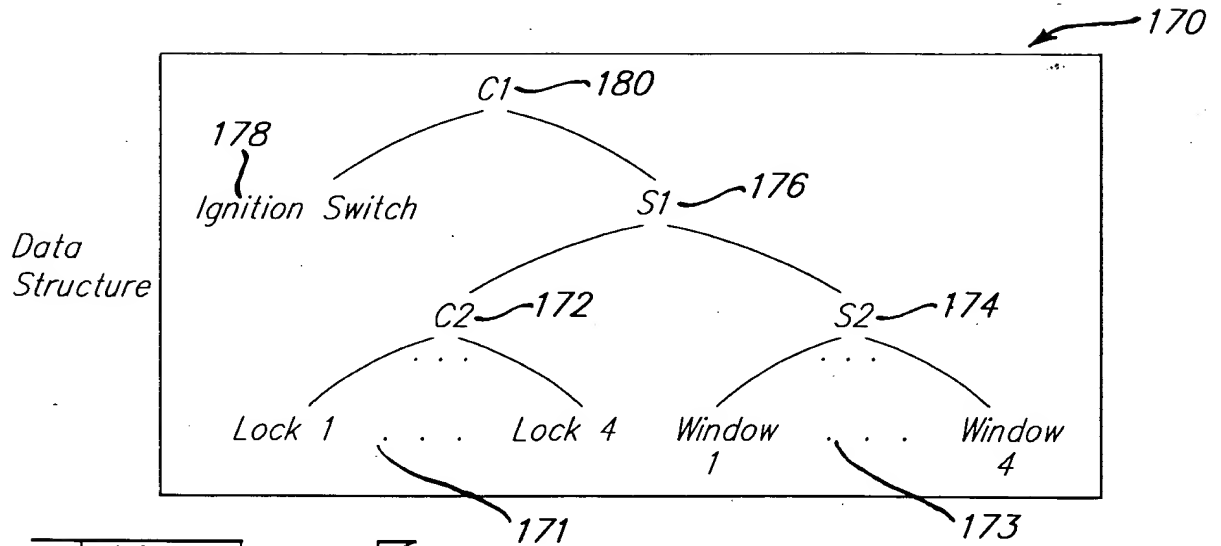 170
C1 180
178
Ignition Switch
S1 176
Data
Structure
C2 172
S2 174
. . .
. . .
Lock 1 . . . Lock 4
Window
1
. . .
Window
4
171
173